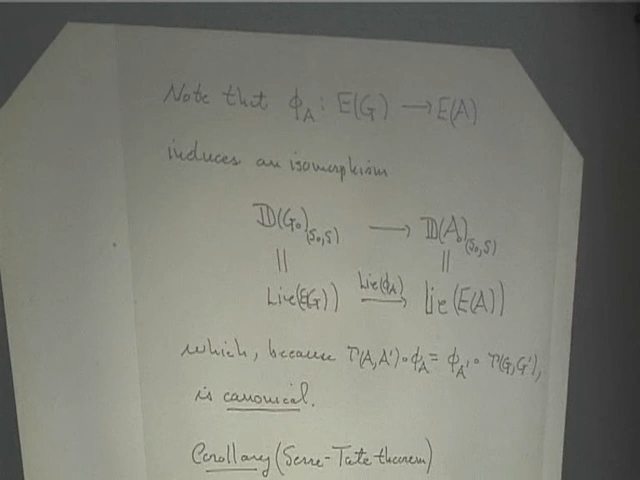 Note that ϕ_A : E(G) → E(A)
induces an isomorphism
𝔻(G₀)_(S₀,S) → 𝔻(A₀)_(S₀,S)
|| ||
Lie(E(G)) Lie(ϕ_A)→ Lie(E(A))
which, because r(A,A')∘ϕ_A = ϕ_A'∘r(G,G'),
is canonical.
Corollary (Serre-Tate theorem)